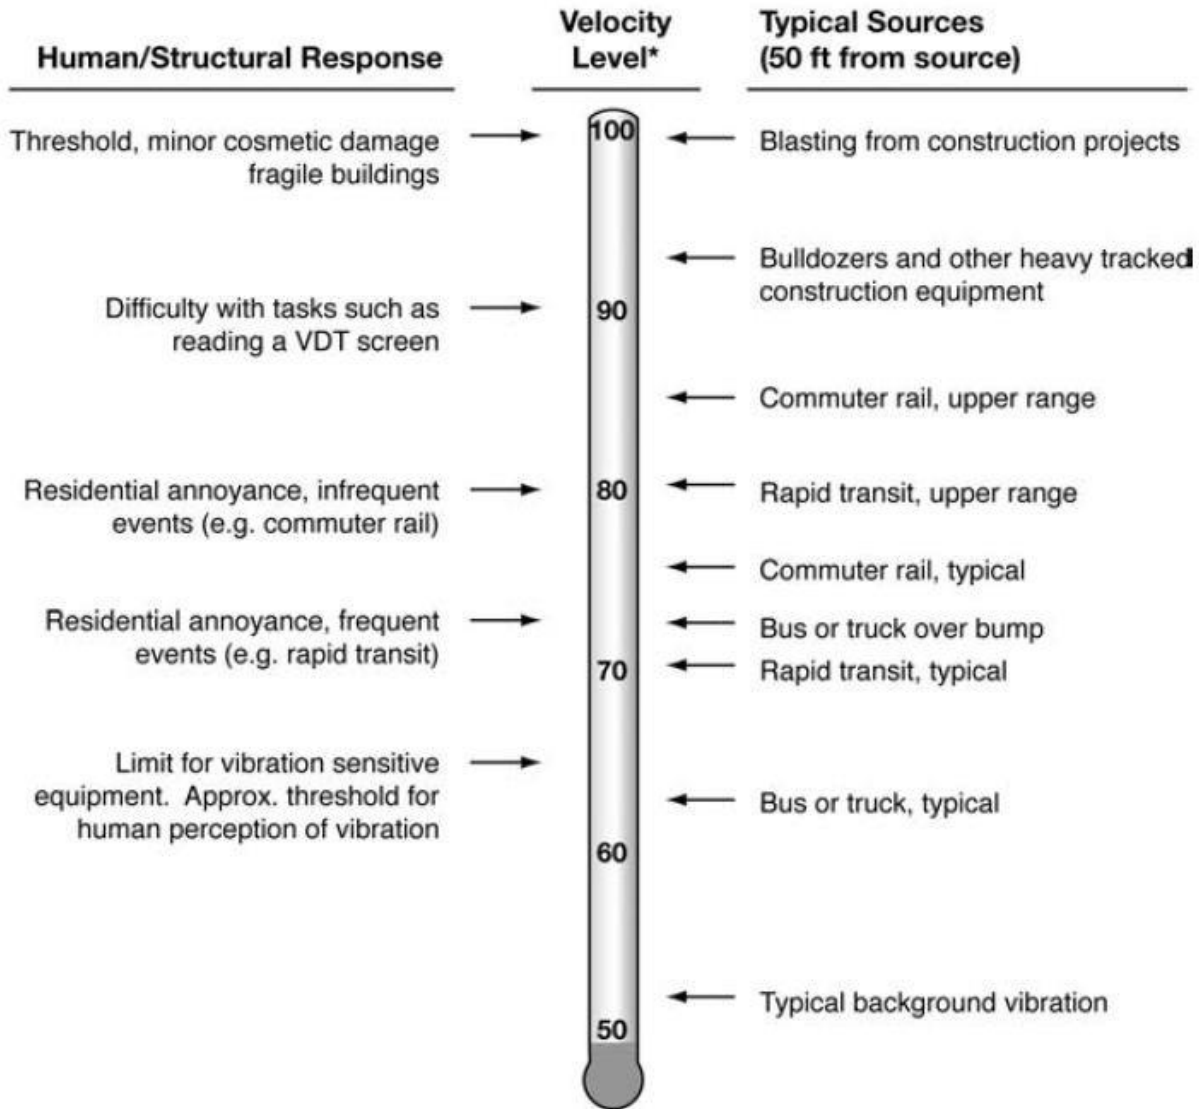 Human/Structural Response
Velocity
Level*
Typical Sources
(50 ft from source)
Threshold, minor cosmetic damage
fragile buildings
100
Blasting from construction projects
Bulldozers and other heavy tracked
construction equipment
Difficulty with tasks such as
reading a VDT screen
90
Commuter rail, upper range
Residential annoyance, infrequent
events (e.g. commuter rail)
80
Rapid transit, upper range
Commuter rail, typical
Residential annoyance, frequent
events (e.g. rapid transit)
Bus or truck over bump
70
Rapid transit, typical
Limit for vibration sensitive
equipment. Approx. threshold for
human perception of vibration
Bus or truck, typical
60
Typical background vibration
50